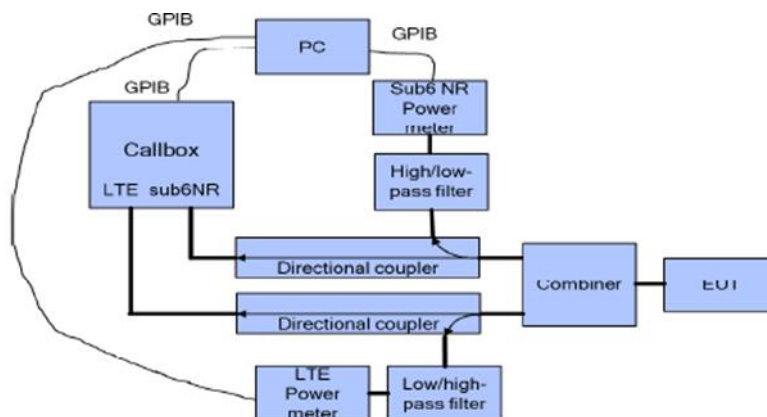 GPIB
PC
GPIB
GPIB
Sub6 NR
Power
meter
Callbox
LTE sub6NR
High/low-
pass filter
Directional coupler
Combiner
EUT
Directional coupler
LTE
Power
meter
Low/high-
pass filter